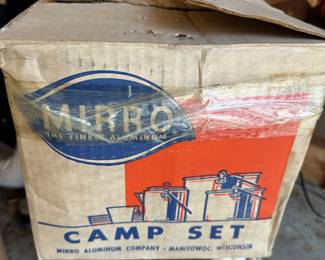 MIRRO
THE FINEST ALUMINUM
CAMP SET
MIRRO ALUMINUM COMPANY - MANITOWOC, WISCONSIN